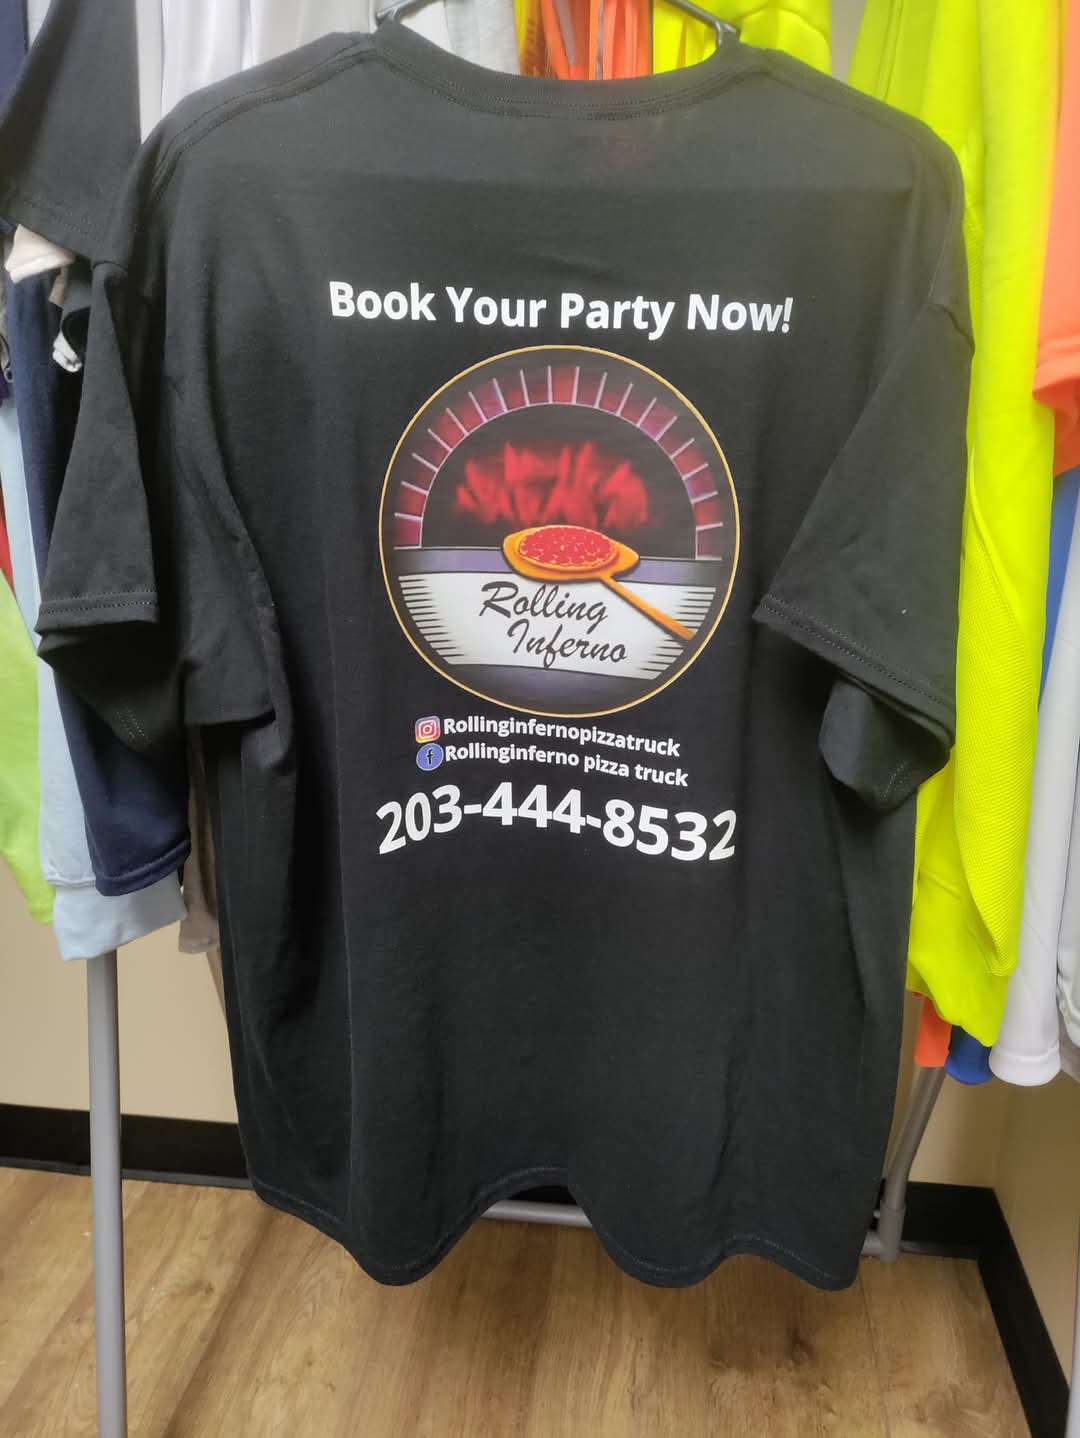 Book Your Party Now!
Rolling
Inferno
Rollinginfernopizzatruck
f Rollinginferno pizza truck
203-444-8532